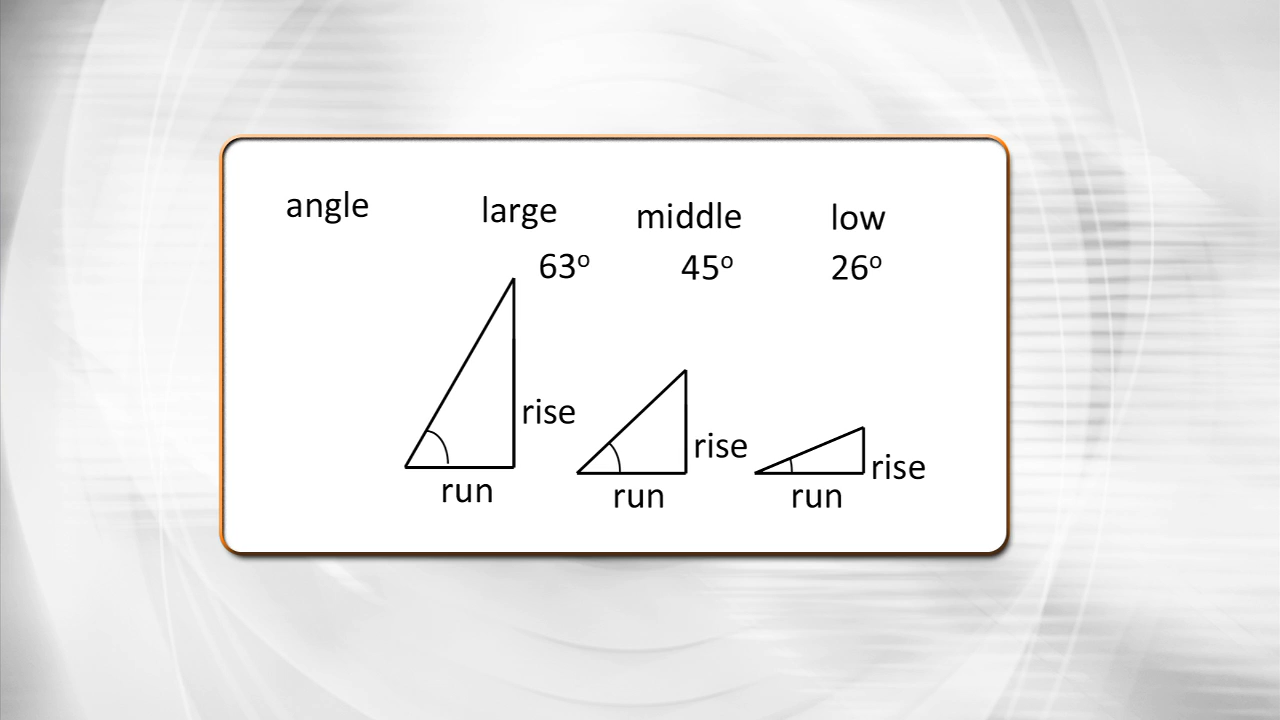 angle large middle low
63º 45º 26º
rise rise rise
run run run